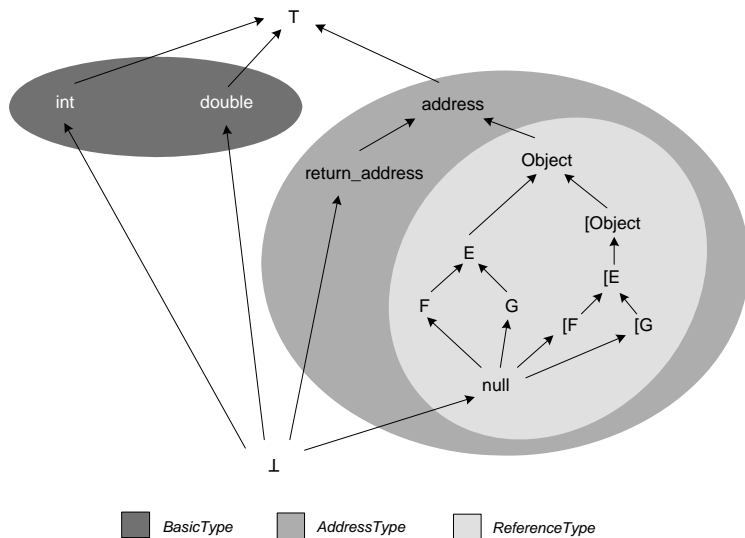 T
int
double
address
return_address
Object
[Object
E
[E
F
G
[F
[G
null
⊥
BasicType
AddressType
ReferenceType